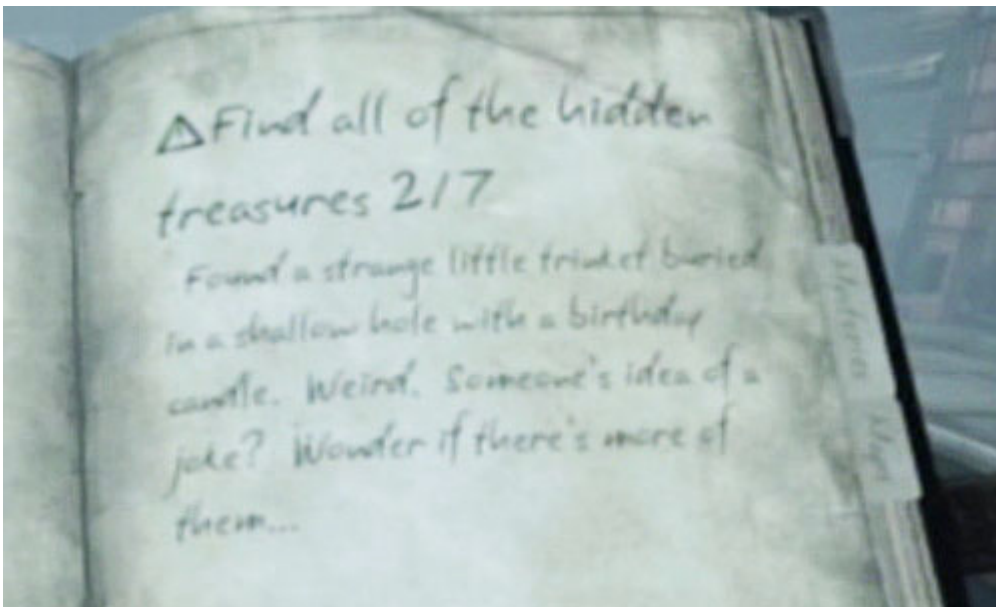 Find all of the hidden
treasures 2/7
Found a strange little trinket buried
in a shallow hole with a birthday
candle. Weird. Someone's idea of a
joke? Wonder if there's more of
them...